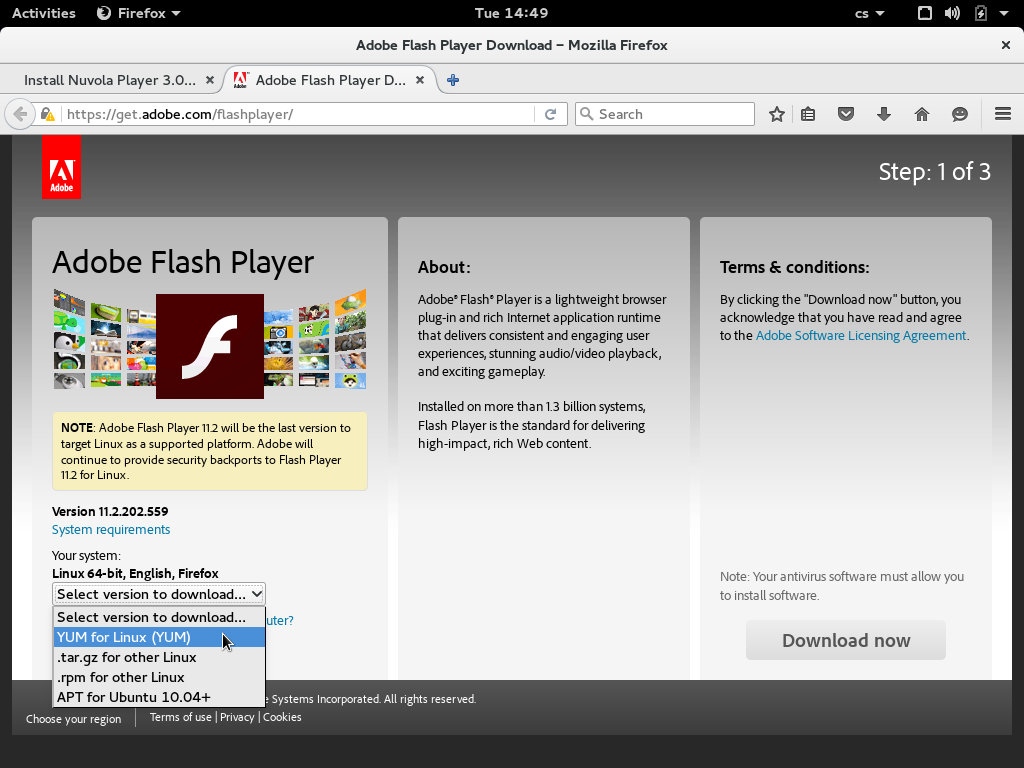 Activities Firefox Tue 14:49 cs
Adobe Flash Player Download – Mozilla Firefox
Install Nuvola Player 3.0... Adobe Flash Player D...
https://get.adobe.com/flashplayer/ Search
Adobe
Step: 1 of 3
Adobe Flash Player
NOTE: Adobe Flash Player 11.2 will be the last version to
target Linux as a supported platform. Adobe will
continue to provide security backports to Flash Player
11.2 for Linux.
Version 11.2.202.559
System requirements
Your system:
Linux 64-bit, English, Firefox
Select version to download...
uter?
Select version to download...
YUM for Linux (YUM)
.tar.gz for other Linux
.rpm for other Linux
APT for Ubuntu 10.04+
About:
Adobe® Flash® Player is a lightweight browser
plug-in and rich Internet application runtime
that delivers consistent and engaging user
experiences, stunning audio/video playback,
and exciting gameplay.
Installed on more than 1.3 billion systems,
Flash Player is the standard for delivering
high-impact, rich Web content.
Terms & conditions:
By clicking the "Download now" button, you
acknowledge that you have read and agree
to the Adobe Software Licensing Agreement.
Note: Your antivirus software must allow you
to install software.
Download now
e Systems Incorporated. All rights reserved.
Choose your region Terms of use | Privacy | Cookies